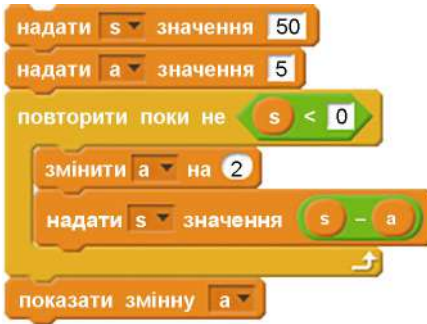 надати s значення 50
надати a значення 5
повторити поки не s < 0
змінити a на 2
надати s значення s - a
показати змінну a